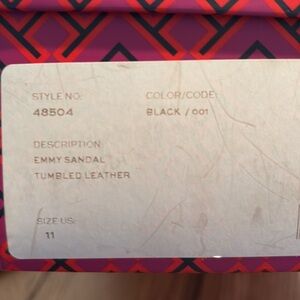 STYLE NO: COLOR/CODE:
48504 BLACK / 001
DESCRIPTION:
EMMY SANDAL
TUMBLED LEATHER
SIZE-US:
11